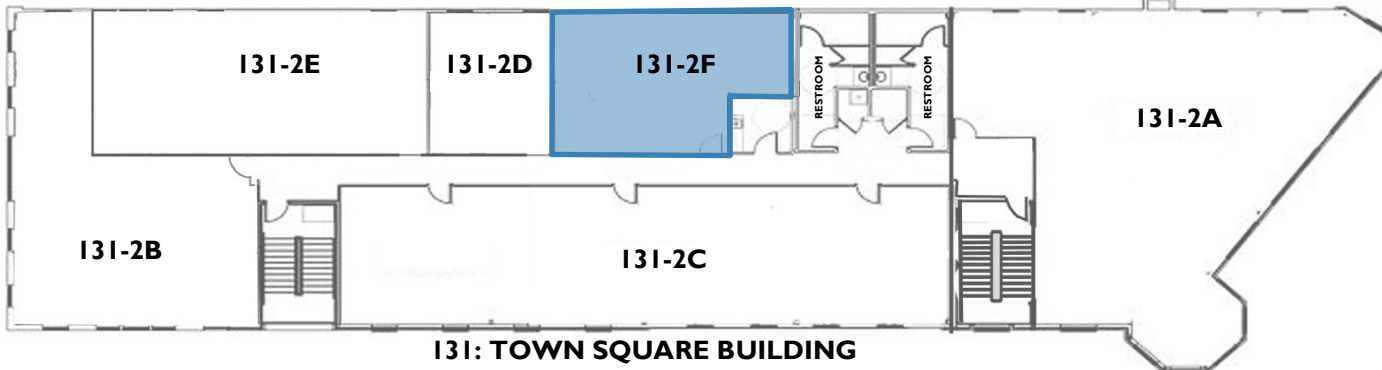 131-2E
131-2D
131-2F
RESTROOM
RESTROOM
131-2A
131-2B
131-2C
131: TOWN SQUARE BUILDING